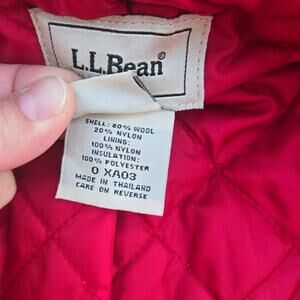 L.L.Bean
SHELL: 80% WOOL
20% NYLON
LINING:
100% NYLON
INSULATION:
100% POLYESTER
0 XA03
MADE IN THAILAND
CARE ON REVERSE